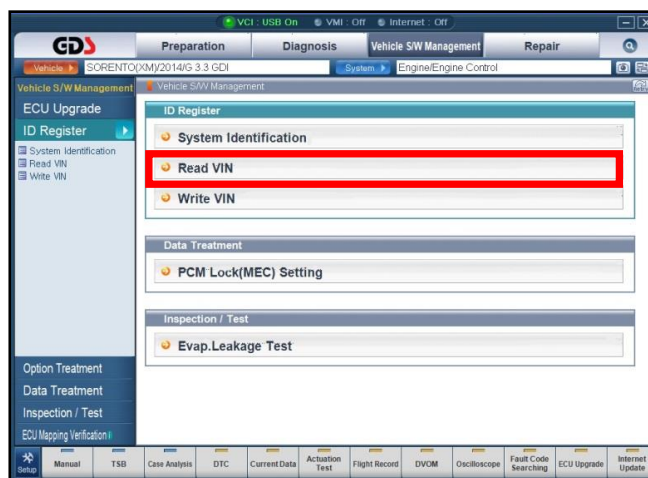 VCI : USB On VMI : Off Internet : Off
GDS Preparation Diagnosis Vehicle S/W Management Repair
Vehicle SORENTO(XM)/2014/G 3.3 GDI System Engine/Engine Control
Vehicle S/W Management
Vehicle S/W Management
ECU Upgrade
ID Register
System Identification
Read VIN
Write VIN
ID Register
System Identification
Read VIN
Write VIN
Data Treatment
PCM Lock(MEC) Setting
Inspection / Test
Evap.Leakage Test
Option Treatment
Data Treatment
Inspection / Test
ECU Mapping Verification
Setup Manual TSB Case Analysis DTC Current Data Actuation Test Flight Record DVOM Oscilloscope Fault Code Searching ECU Upgrade Internet Update